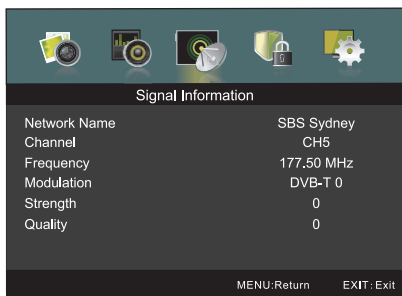 Signal Information
Network Name SBS Sydney
Channel CH5
Frequency 177.50 MHz
Modulation DVB-T 0
Strength 0
Quality 0
MENU:Return EXIT:Exit